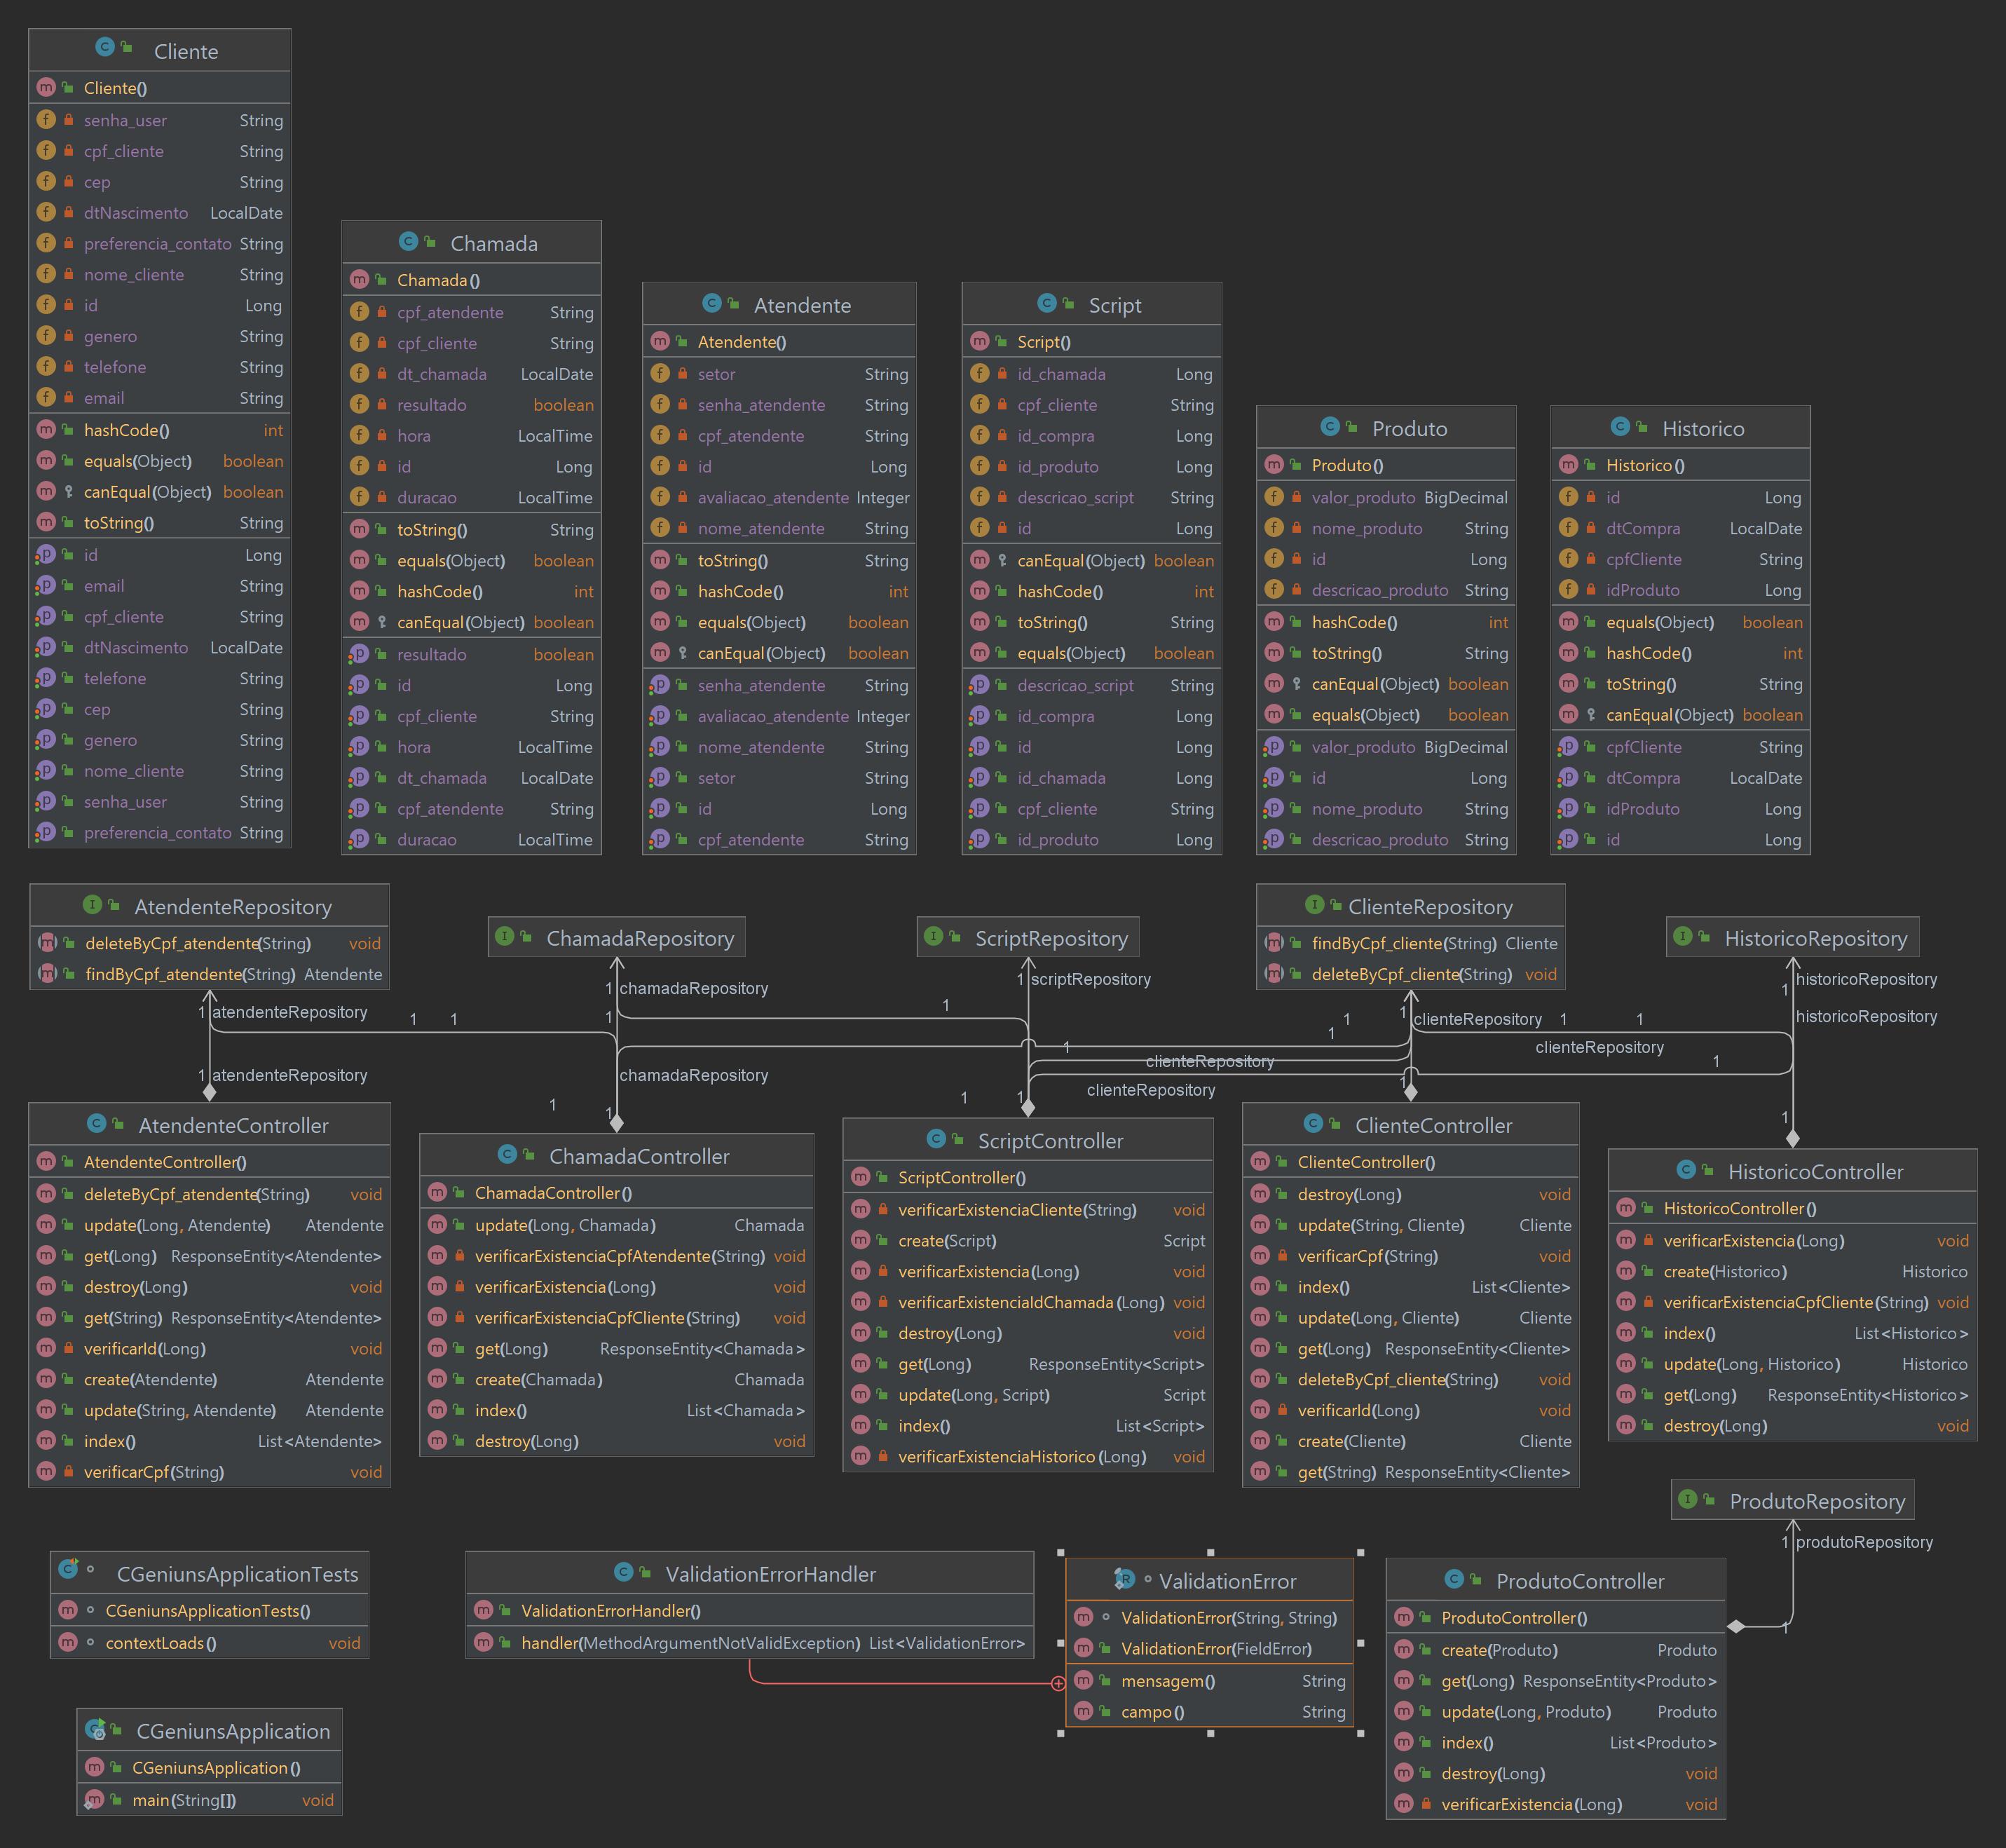 Cliente
Cliente()
senha_user String
cpf_cliente String
cep String
dtNascimento LocalDate
preferencia_contato String
nome_cliente String
id Long
genero String
telefone String
email String
hashCode() int
equals(Object) boolean
canEqual(Object) boolean
toString() String
id Long
email String
cpf_cliente String
dtNascimento LocalDate
telefone String
cep String
genero String
nome_cliente String
senha_user String
preferencia_contato String
Chamada
Chamada()
cpf_atendente String
cpf_cliente String
dt_chamada LocalDate
resultado boolean
hora LocalTime
id Long
duracao LocalTime
toString() String
equals(Object) boolean
hashCode() int
canEqual(Object) boolean
resultado boolean
id Long
cpf_cliente String
hora LocalTime
dt_chamada LocalDate
cpf_atendente String
duracao LocalTime
Atendente
Atendente()
setor String
senha_atendente String
cpf_atendente String
id Long
avaliacao_atendente Integer
nome_atendente String
toString() String
hashCode() int
equals(Object) boolean
canEqual(Object) boolean
senha_atendente String
avaliacao_atendente Integer
nome_atendente String
setor String
id Long
cpf_atendente String
Script
Script()
id_chamada Long
cpf_cliente String
id_compra Long
id_produto Long
descricao_script String
id Long
canEqual(Object) boolean
hashCode() int
toString() String
equals(Object) boolean
descricao_script String
id_compra Long
id Long
id_chamada Long
cpf_cliente String
id_produto Long
Produto
Produto()
valor_produto BigDecimal
nome_produto String
id Long
descricao_produto String
hashCode() int
toString() String
canEqual(Object) boolean
equals(Object) boolean
valor_produto BigDecimal
id Long
nome_produto String
descricao_produto String
Historico
Historico()
id Long
dtCompra LocalDate
cpfCliente String
idProduto Long
equals(Object) boolean
hashCode() int
toString() String
canEqual(Object) boolean
cpfCliente String
dtCompra LocalDate
idProduto Long
id Long
AtendenteRepository
deleteByCpf_atendente(String) void
findByCpf_atendente(String) Atendente
ChamadaRepository
ScriptRepository
ClienteRepository
findByCpf_cliente(String) Cliente
deleteByCpf_cliente(String) void
HistoricoRepository
1 chamadaRepository
1 scriptRepository
1 historicoRepository
1 atendenteRepository
1 1
1
1
1
1
1 clienteRepository
1 1
historicoRepository
1 clienteRepository
clienteRepository
1
1 atendenteRepository
chamadaRepository
1
clienteRepository
1
1
1
1
1
AtendenteController
AtendenteController()
deleteByCpf_atendente(String) void
update(Long, Atendente) Atendente
get(Long) ResponseEntity<Atendente>
destroy(Long) void
get(String) ResponseEntity<Atendente>
verificarId(Long) void
create(Atendente) Atendente
update(String, Atendente) Atendente
index() List<Atendente>
verificarCpf(String) void
ChamadaController
ChamadaController()
update(Long, Chamada) Chamada
verificarExistenciaCpfAtendente(String) void
verificarExistencia(Long) void
verificarExistenciaCpfCliente(String) void
get(Long) ResponseEntity<Chamada>
create(Chamada) Chamada
index() List<Chamada>
destroy(Long) void
ScriptController
ScriptController()
verificarExistenciaCliente(String) void
create(Script) Script
verificarExistencia(Long) void
verificarExistenciaIdChamada(Long) void
destroy(Long) void
get(Long) ResponseEntity<Script>
update(Long, Script) Script
index() List<Script>
verificarExistenciaHistorico(Long) void
ClienteController
ClienteController()
destroy(Long) void
update(String, Cliente) Cliente
verificarCpf(String) void
index() List<Cliente>
update(Long, Cliente) Cliente
get(Long) ResponseEntity<Cliente>
deleteByCpf_cliente(String) void
verificarId(Long) void
create(Cliente) Cliente
get(String) ResponseEntity<Cliente>
HistoricoController
HistoricoController()
verificarExistencia(Long) void
create(Historico) Historico
verificarExistenciaCpfCliente(String) void
index() List<Historico>
update(Long, Historico) Historico
get(Long) ResponseEntity<Historico>
destroy(Long) void
ProdutoRepository
1 produtoRepository
CGeniunsApplicationTests
CGeniunsApplicationTests()
contextLoads() void
ValidationErrorHandler
ValidationErrorHandler()
handler(MethodArgumentNotValidException) List<ValidationError>
ValidationError
ValidationError(String, String)
ValidationError(FieldError)
mensagem() String
campo() String
ProdutoController
ProdutoController()
1
create(Produto) Produto
get(Long) ResponseEntity<Produto>
update(Long, Produto) Produto
index() List<Produto>
destroy(Long) void
verificarExistencia(Long) void
CGeniunsApplication
CGeniunsApplication()
main(String[]) void